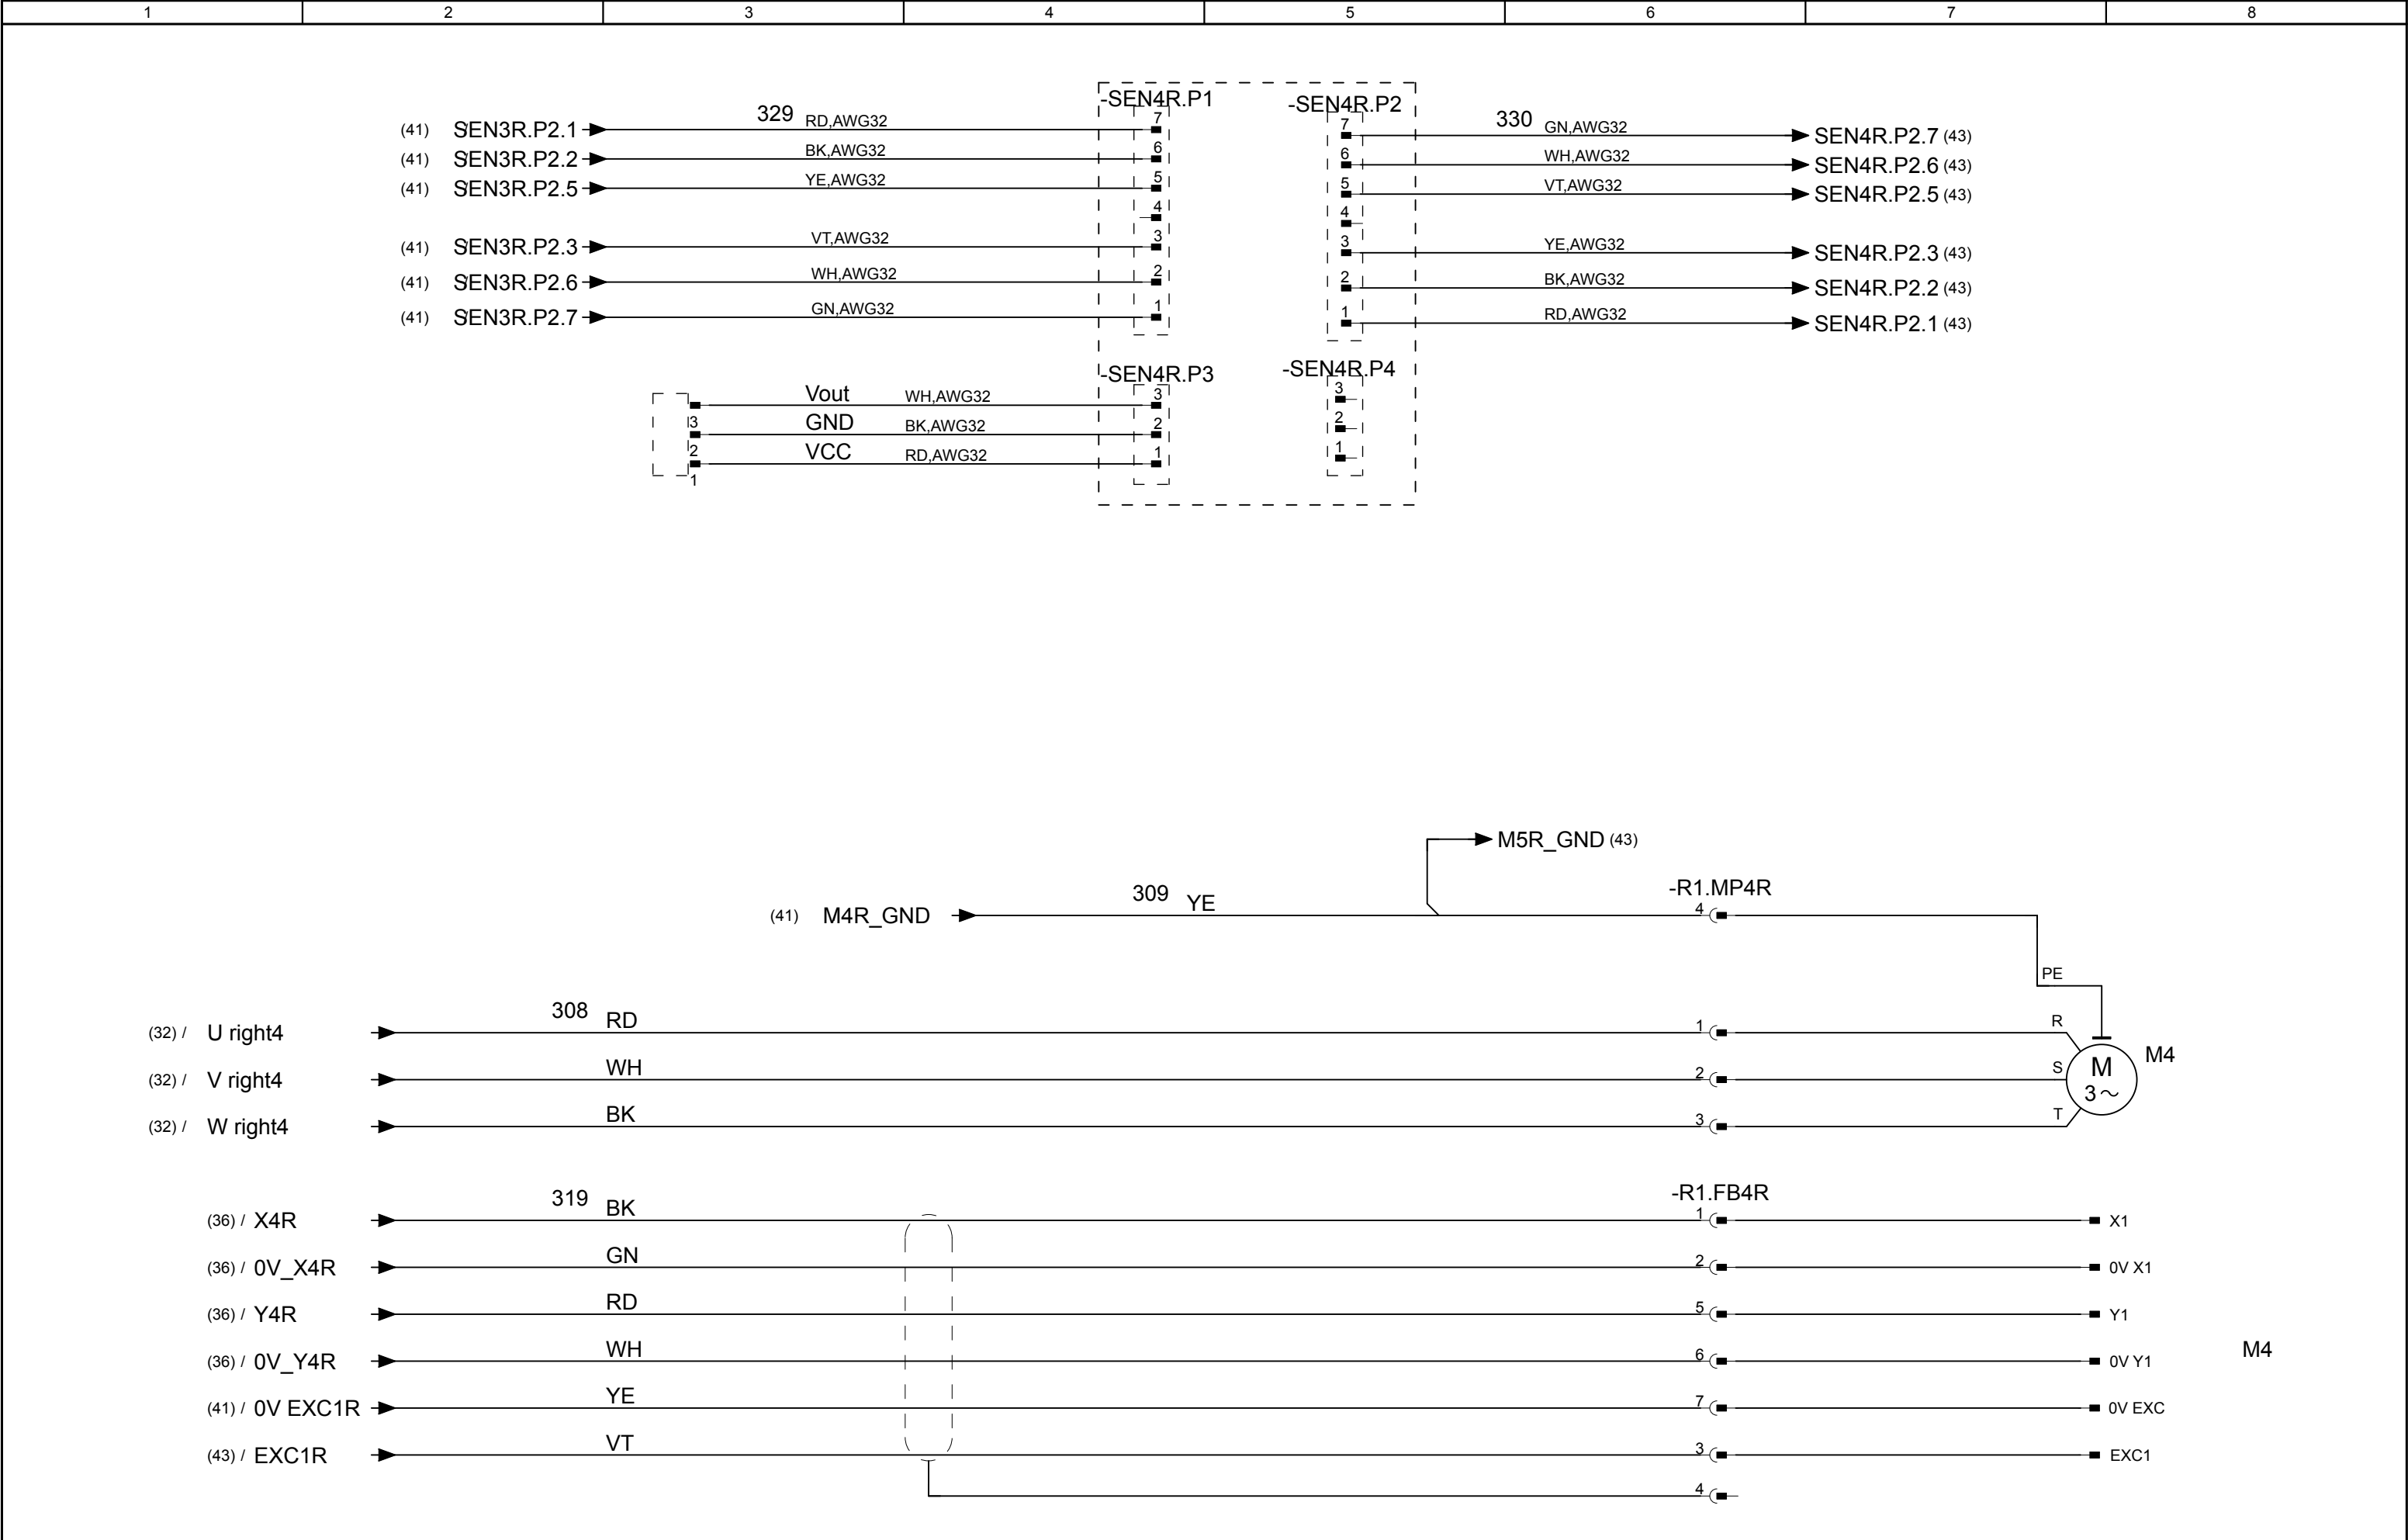 1 2 3 4 5 6 7 8
-SEN4R.P1 -SEN4R.P2
(41) SEN3R.P2.1 329 RD,AWG32 7
7 330 GN,AWG32 SEN4R.P2.7 (43)
(41) SEN3R.P2.2 BK,AWG32 6
6 WH,AWG32 SEN4R.P2.6 (43)
(41) SEN3R.P2.5 YE,AWG32 5
5 VT,AWG32 SEN4R.P2.5 (43)
4 4
(41) SEN3R.P2.3 VT,AWG32 3
3 YE,AWG32 SEN4R.P2.3 (43)
(41) SEN3R.P2.6 WH,AWG32 2
2 BK,AWG32 SEN4R.P2.2 (43)
(41) SEN3R.P2.7 GN,AWG32 1
1 RD,AWG32 SEN4R.P2.1 (43)
-SEN4R.P3 -SEN4R.P4
Vout WH,AWG32 3 3
3 GND BK,AWG32 2 2
2 VCC RD,AWG32 1 1
1
M5R_GND (43)
(41) M4R_GND 309 YE -R1.MP4R
4
PE
(32) / U right4 308 RD 1 R
(32) / V right4 WH 2 S M 3~ M4
(32) / W right4 BK 3 T
-R1.FB4R
(36) / X4R 319 BK 1 X1
(36) / 0V_X4R GN 2 0V X1
(36) / Y4R RD 5 Y1
(36) / 0V_Y4R WH 6 0V Y1 M4
(41) / 0V EXC1R YE 7 0V EXC
(43) / EXC1R VT 3 EXC1
4